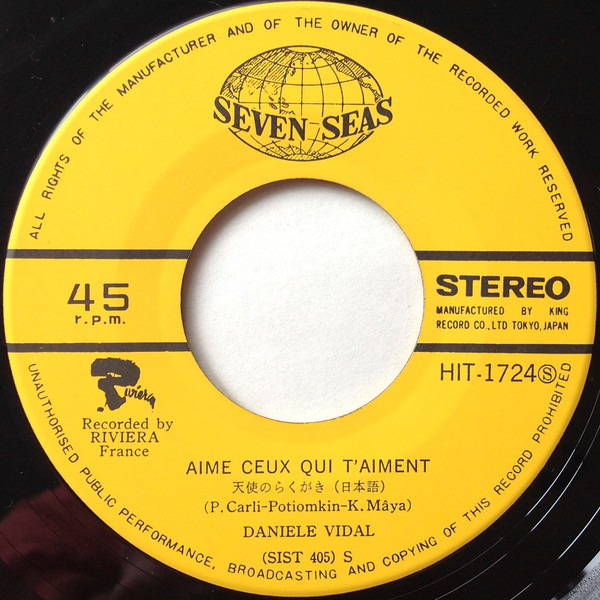 ALL RIGHTS OF THE MANUFACTURER AND OF THE OWNER OF THE RECORDED WORK RESERVED
SEVEN SEAS
45
r.p.m.
STEREO
MANUFACTURED BY KING
RECORD CO., LTD TOKYO, JAPAN
HIT-1724Ⓢ
Riviera
Recorded by
RIVIERA
France
AIME CEUX QUI T'AIMENT
天使のらくがき (日本語)
(P. Carli-Potiomkin-K. Mâya)
DANIELE VIDAL
(SIST 405) S
UNAUTHORISED PUBLIC PERFORMANCE, BROADCASTING AND COPYING OF THIS RECORD PROHIBITED